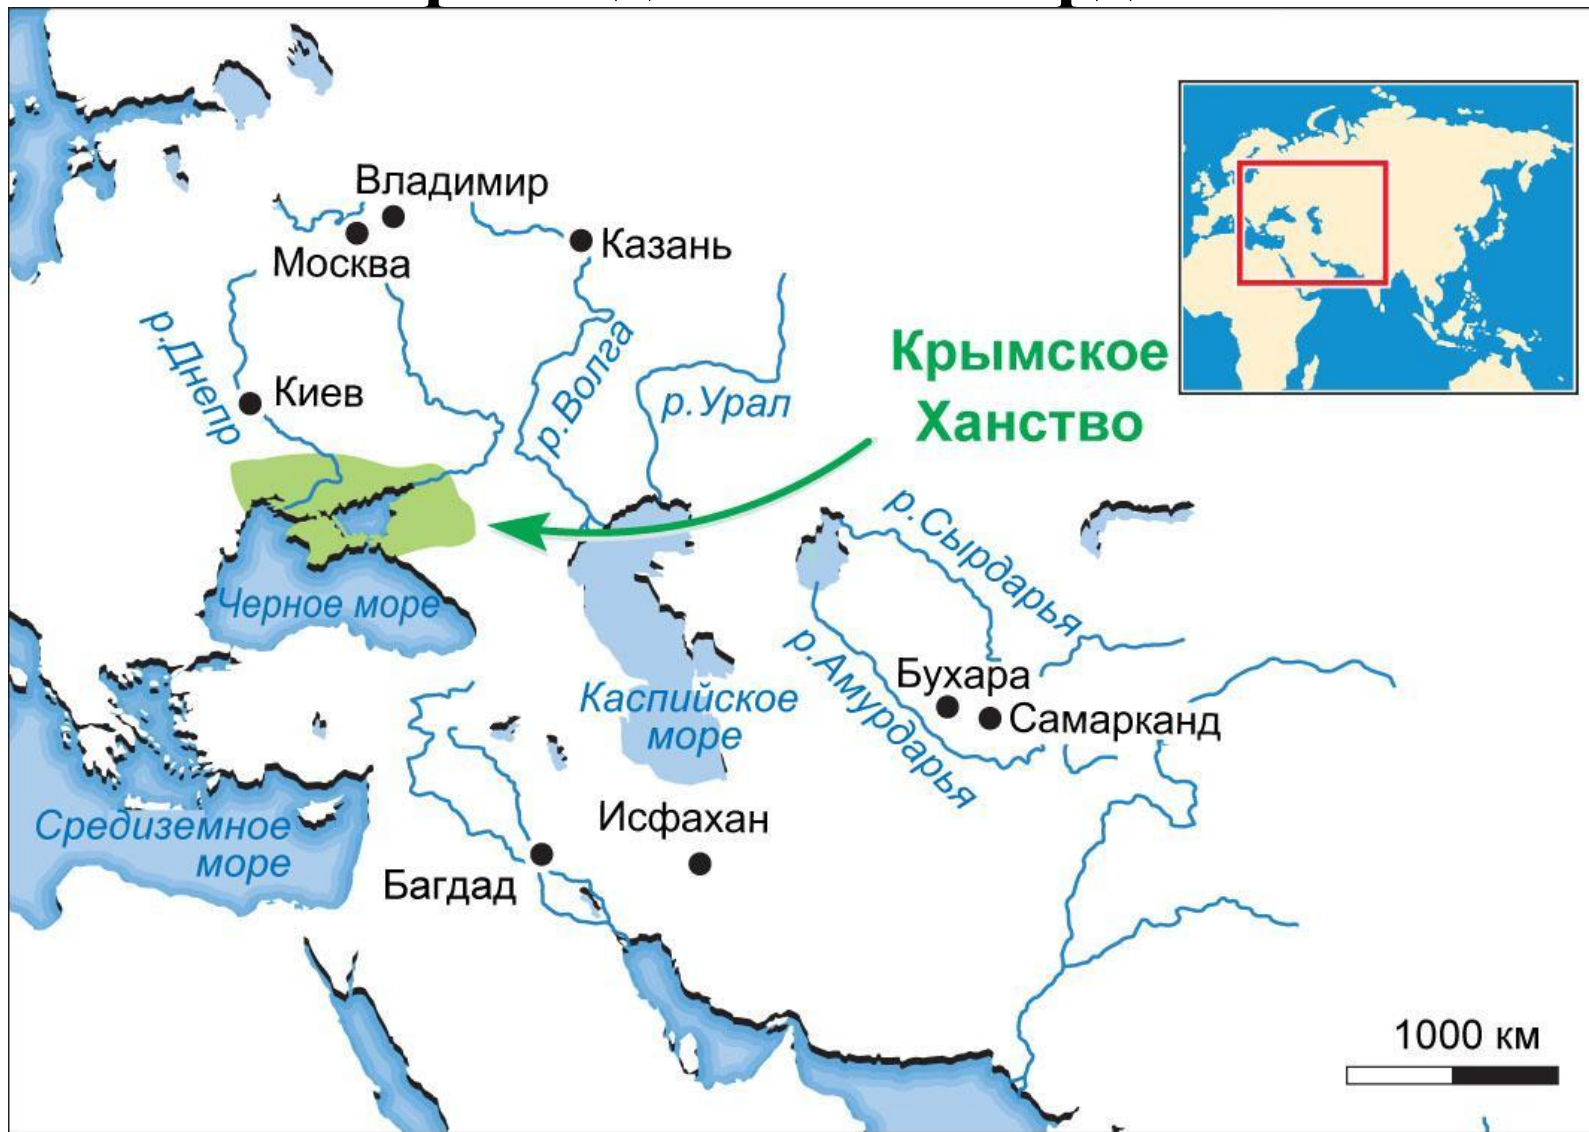 Владимир
Москва
Казань
р.Днепр
Киев
р.Волга
р.Урал
Крымское
Ханство
р.Сырдарья
Черное море
р.Амурдарья
Бухара
Самарканд
Каспийское
море
Средиземное
море
Исфахан
Багдад
1000 км